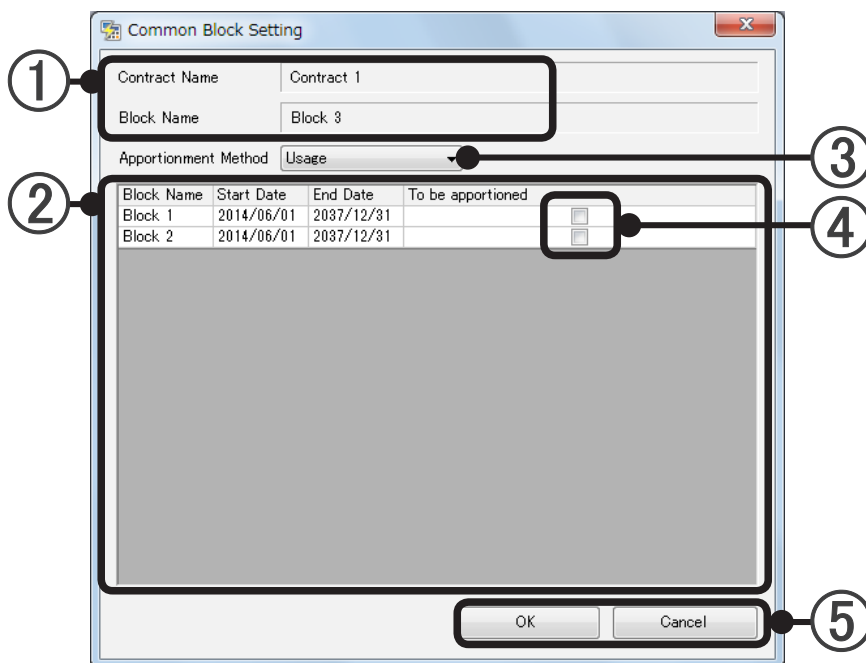 Common Block Setting
x
① Contract Name Contract 1
Block Name Block 3
Apportionment Method Usage ③
② Block Name Start Date End Date To be apportioned
Block 1 2014/06/01 2037/12/31
Block 2 2014/06/01 2037/12/31
④
OK Cancel ⑤